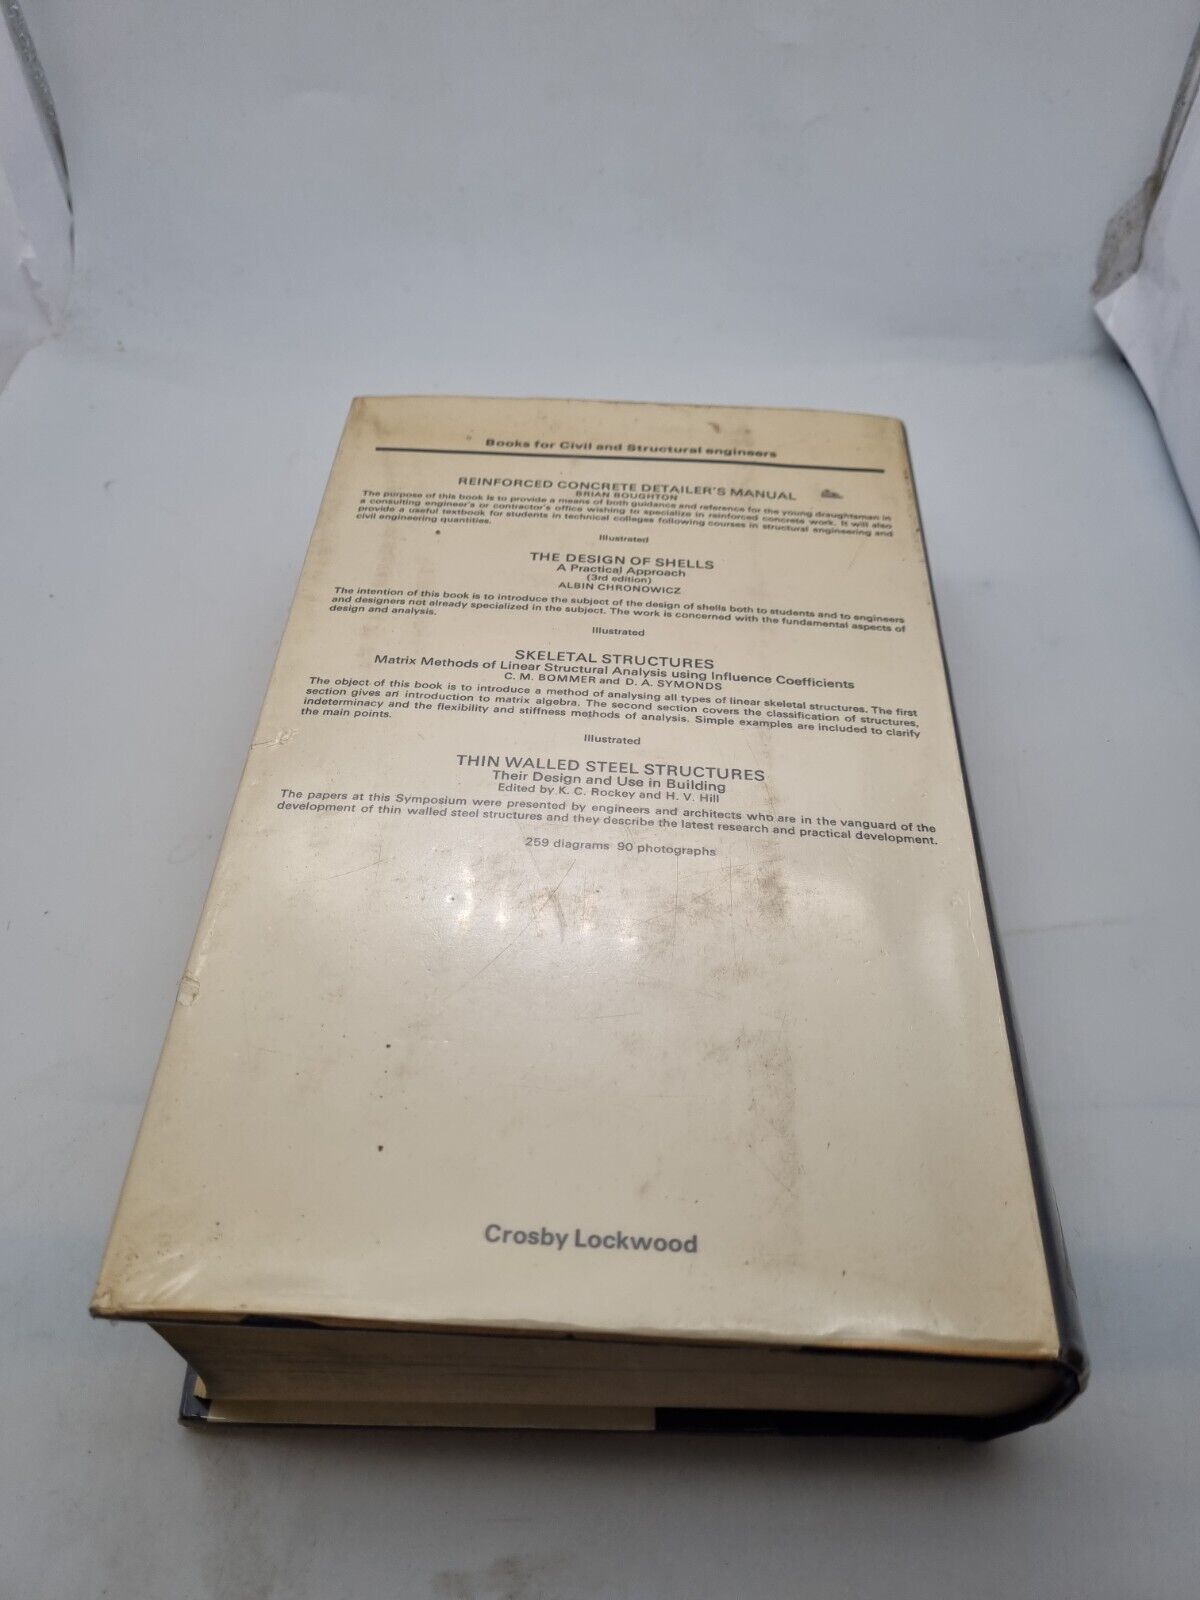 Books for Civil and Structural engineers
REINFORCED CONCRETE DETAILER'S MANUAL
BRIAN BOUGHTON
The purpose of this book is to provide a means of both guidance and reference for the young draughtsman in
a consulting engineer's or contractor's office wishing to specialize in reinforced concrete work. It will also
provide a useful textbook for students in technical colleges following courses in structural engineering and
civil engineering quantities.
Illustrated
THE DESIGN OF SHELLS
A Practical Approach
(3rd edition)
ALBIN CHRONOWICZ
The intention of this book is to introduce the subject of the design of shells both to students and to engineers
and designers not already specialized in the subject. The work is concerned with the fundamental aspects of
design and analysis.
Illustrated
SKELETAL STRUCTURES
Matrix Methods of Linear Structural Analysis using Influence Coefficients
C. M. BOMMER and D. A. SYMONDS
The object of this book is to introduce a method of analysing all types of linear skeletal structures. The first
section gives an introduction to matrix algebra. The second section covers the classification of structures,
indeterminacy and the flexibility and stiffness methods of analysis. Simple examples are included to clarify
the main points.
Illustrated
THIN WALLED STEEL STRUCTURES
Their Design and Use in Building
Edited by K. C. Rockey and H. V. Hill
The papers at this Symposium were presented by engineers and architects who are in the vanguard of the
development of thin walled steel structures and they describe the latest research and practical development.
259 diagrams 90 photographs
Crosby Lockwood